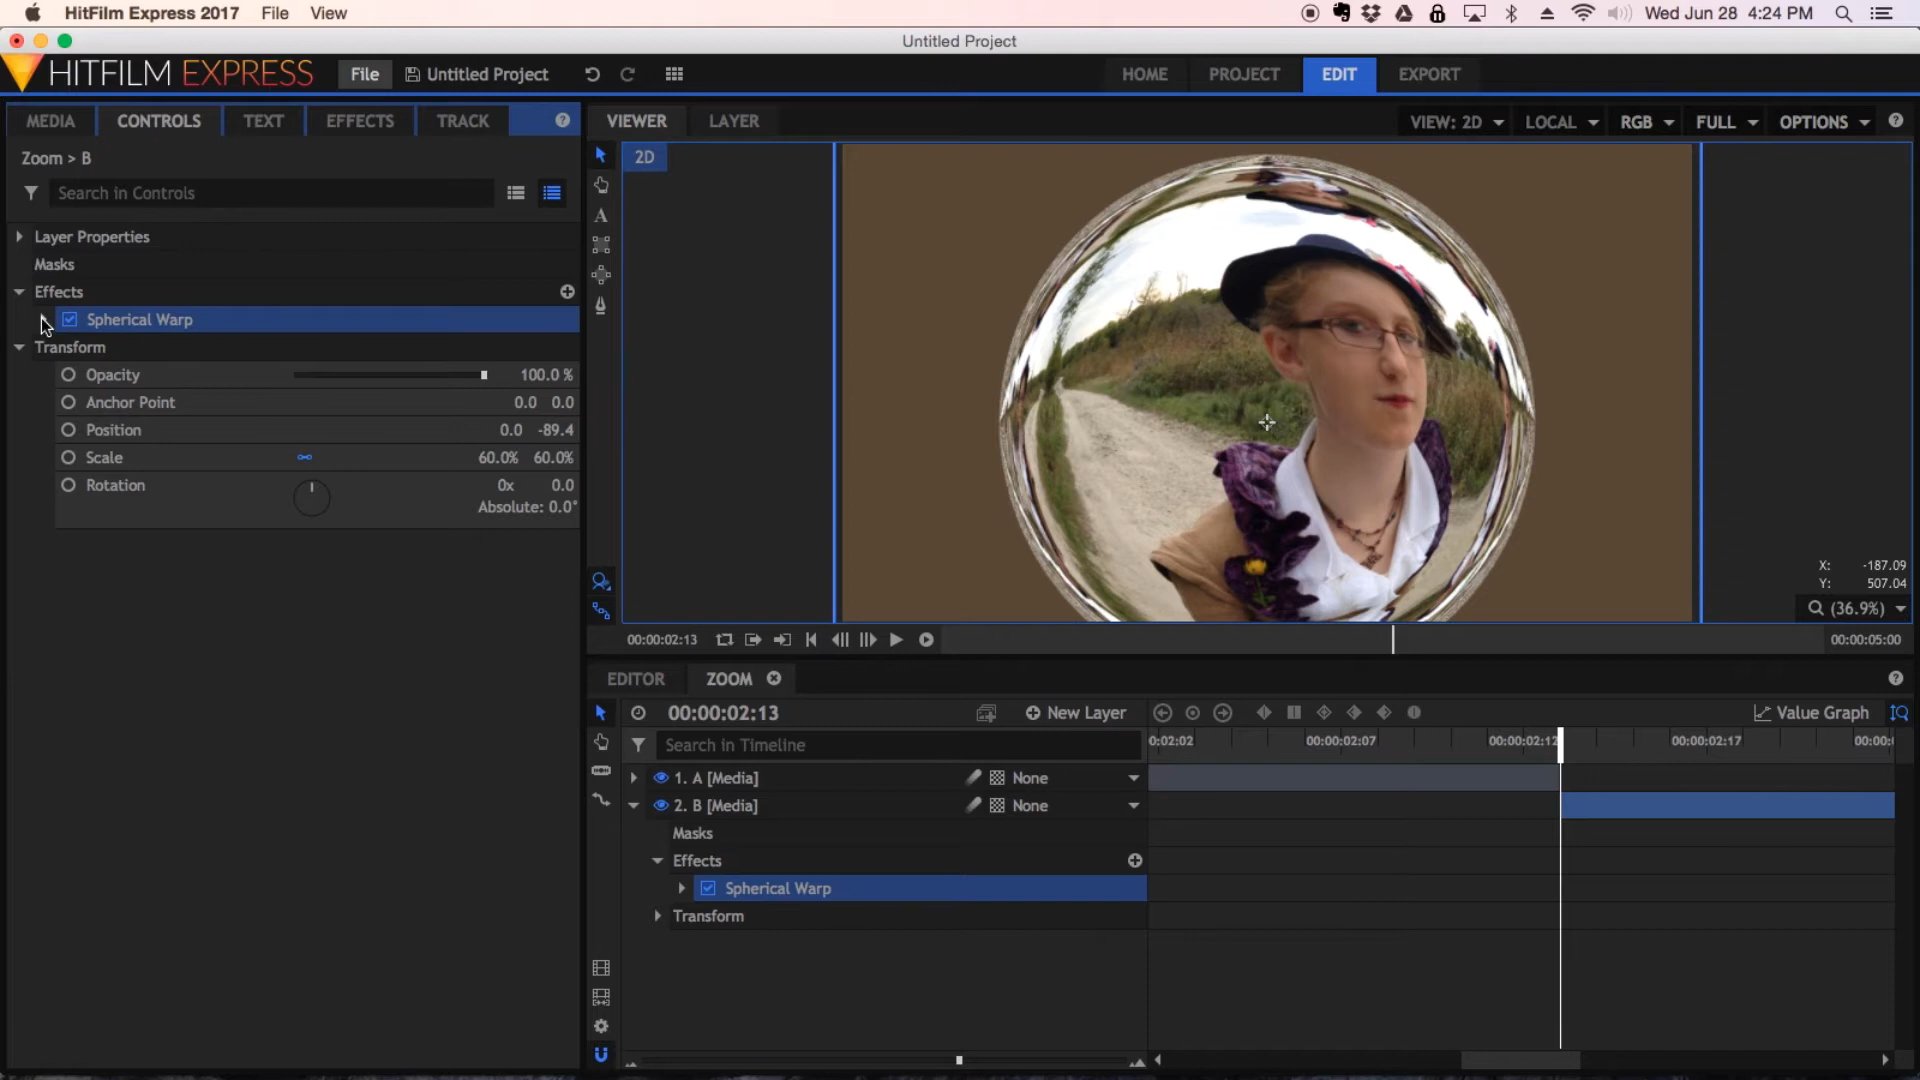 HitFilm Express 2017 File View Wed Jun 28 4:24 PM
Untitled Project
HITFILM EXPRESS File Untitled Project HOME PROJECT EDIT EXPORT
MEDIA CONTROLS TEXT EFFECTS TRACK VIEWER LAYER VIEW: 2D LOCAL RGB FULL OPTIONS
Zoom > B
2D
Search in Controls
Layer Properties
Masks
Effects
Spherical Warp
Transform
Opacity 100.0 %
Anchor Point 0.0 0.0
Position 0.0 -89.4
Scale 60.0% 60.0%
Rotation 0x 0.0
Absolute: 0.0°
A
X: -187.09
Y: 507.04
(36.9%)
00:00:02:13 00:00:05:00
EDITOR ZOOM
00:00:02:13 New Layer Value Graph
Search in Timeline
0:02:02 00:00:02:07 00:00:02:12 00:00:02:17 00:00:
1. A [Media] None
2. B [Media] None
Masks
Effects
Spherical Warp
Transform